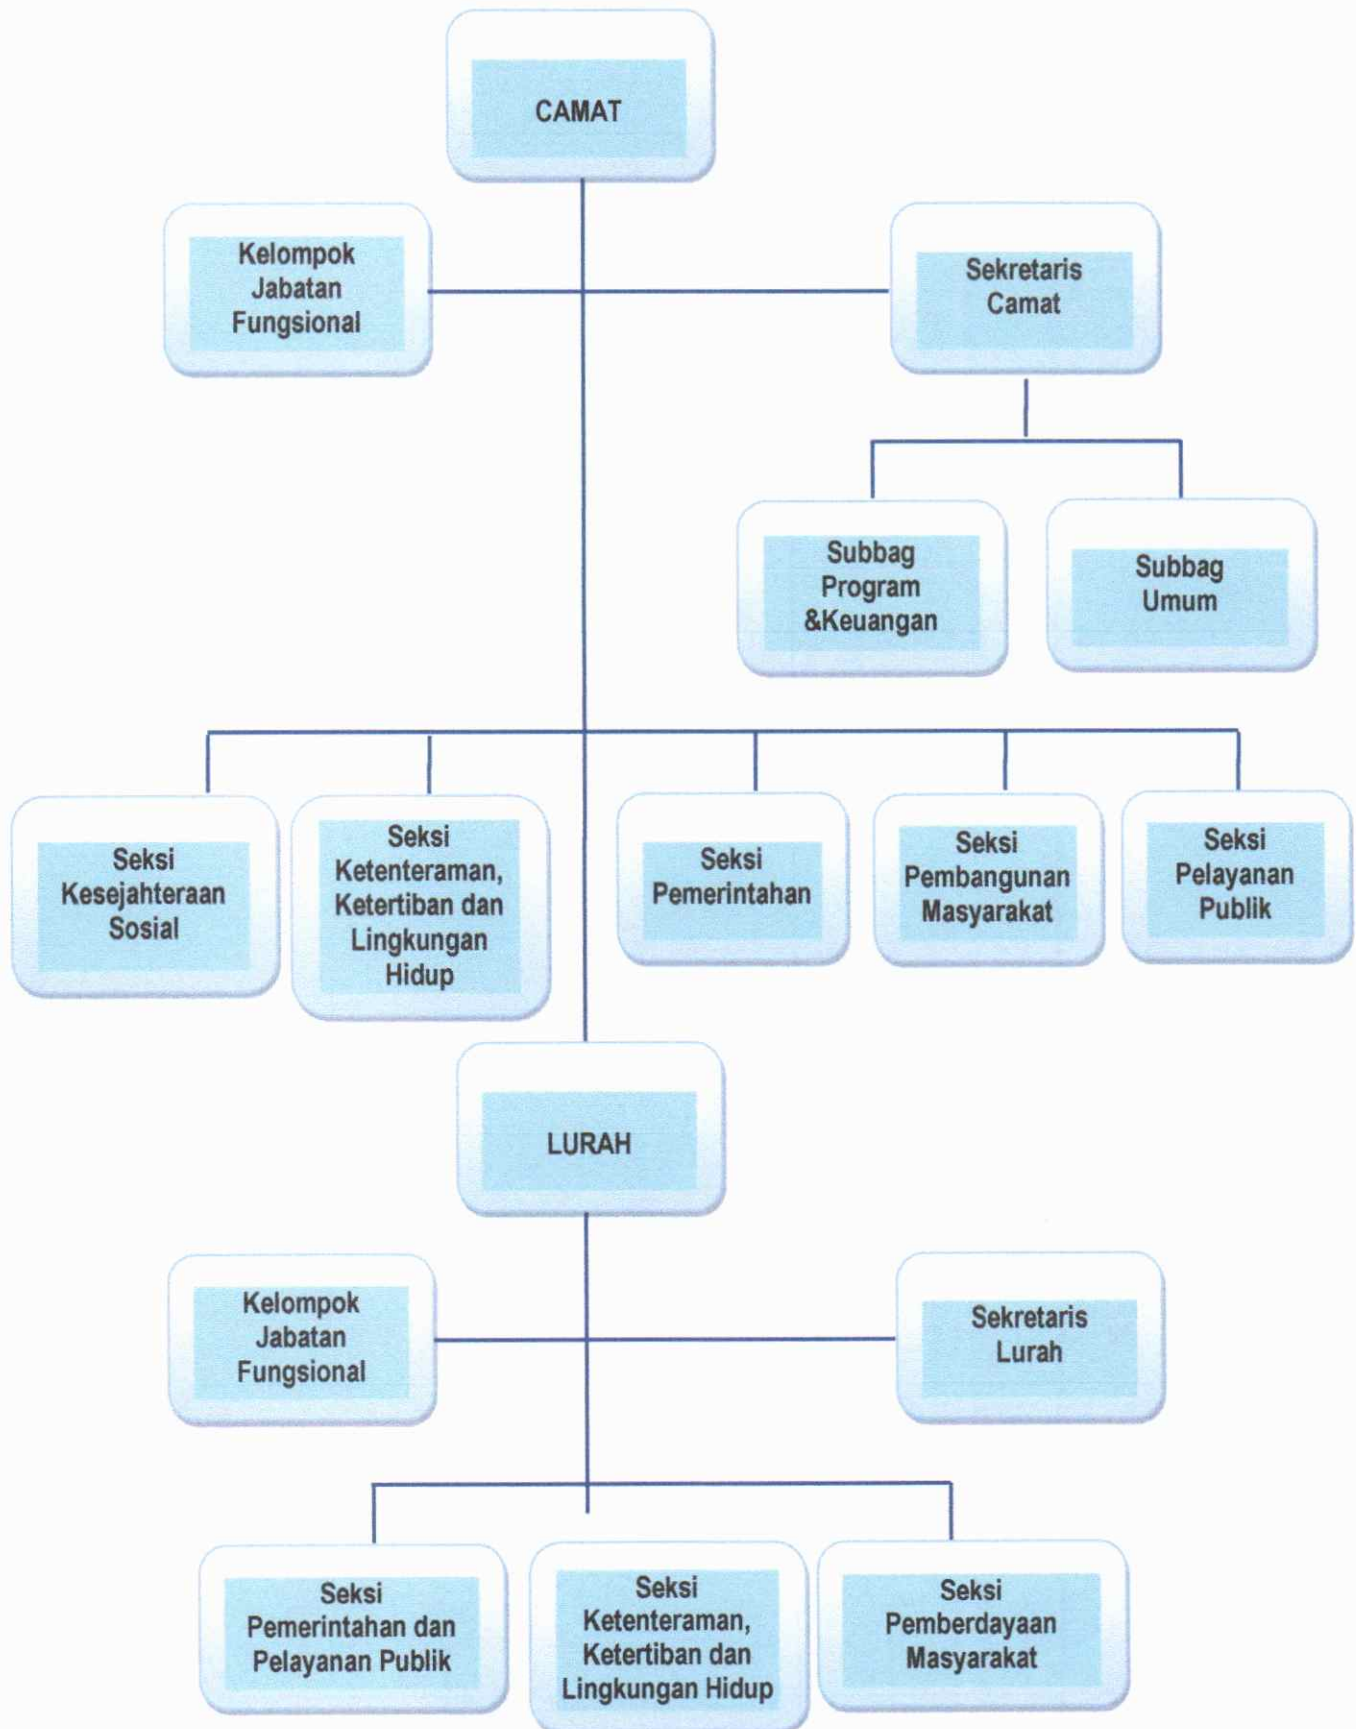 CAMAT
Kelompok
Jabatan
Fungsional
Sekretaris
Camat
Subbag
Program
&Keuangan
Subbag
Umum
Seksi
Kesejahteraan
Sosial
Seksi
Ketenteraman,
Ketertiban dan
Lingkungan
Hidup
Seksi
Pemerintahan
Seksi
Pembangunan
Masyarakat
Seksi
Pelayanan
Publik
LURAH
Kelompok
Jabatan
Fungsional
Sekretaris
Lurah
Seksi
Pemerintahan dan
Pelayanan Publik
Seksi
Ketenteraman,
Ketertiban dan
Lingkungan Hidup
Seksi
Pemberdayaan
Masyarakat